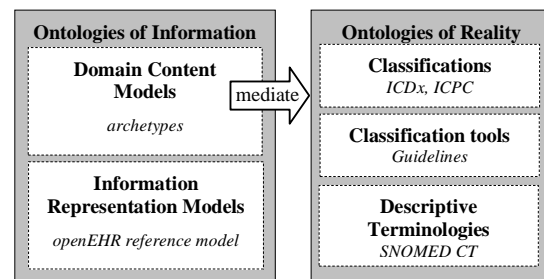 Ontologies of Information
Domain Content
Models
archetypes
Information
Representation Models
openEHR reference model
mediate
Ontologies of Reality
Classifications
ICDx, ICPC
Classification tools
Guidelines
Descriptive
Terminologies
SNOMED CT